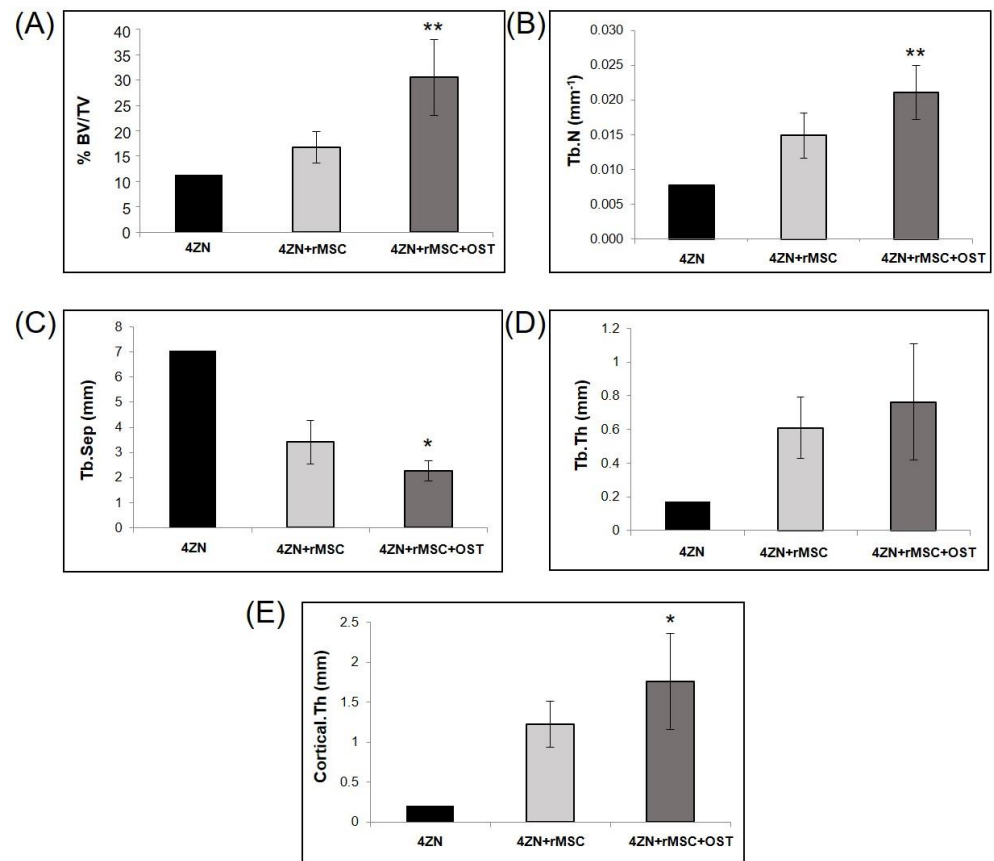 (A)
% BV/TV
40
35
30
25
20
15
10
5
0
**
4ZN 4ZN+rMSC 4ZN+rMSC+OST
(B)
Tb.N (mm-1)
0.030
0.025
0.020
0.015
0.010
0.005
0.000
**
4ZN 4ZN+rMSC 4ZN+rMSC+OST
(C)
Tb.Sep (mm)
8
7
6
5
4
3
2
1
0
*
4ZN 4ZN+rMSC 4ZN+rMSC+OST
(D)
Tb.Th (mm)
1.2
1
0.8
0.6
0.4
0.2
0
4ZN 4ZN+rMSC 4ZN+rMSC+OST
(E)
Cortical.Th (mm)
2.5
2
1.5
1
0.5
0
*
4ZN 4ZN+rMSC 4ZN+rMSC+OST